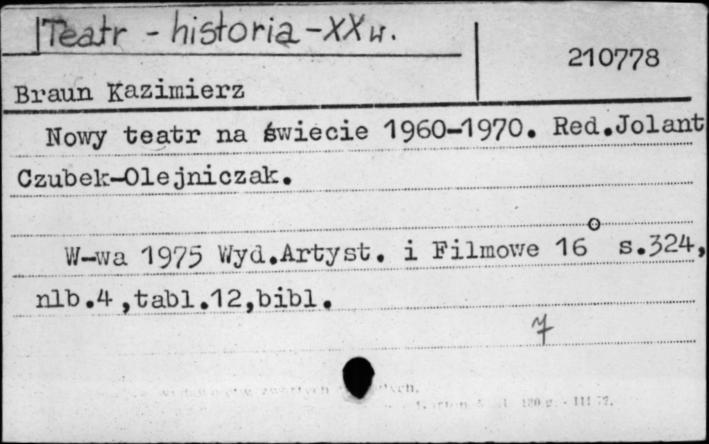 Teatr - historia - XX w.
210778
Braun Kazimierz
Nowy teatr na świecie 1960-1970. Red.Jolant
Czubek-Olejniczak.
W-wa 1975 Wyd.Artyst. i Filmowe 16° s.324,
nlb.4,tabl.12,bibl.
7